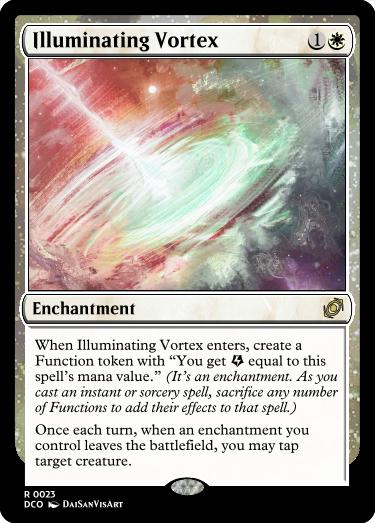 Illuminating Vortex 1
Enchantment
When Illuminating Vortex enters, create a
Function token with “You get equal to this
spell’s mana value.” (It’s an enchantment. As you
cast an instant or sorcery spell, sacrifice any number
of Functions to add their effects to that spell.)
Once each turn, when an enchantment you
control leaves the battlefield, you may tap
target creature.
R 0023
DCO DaiSanVisArt